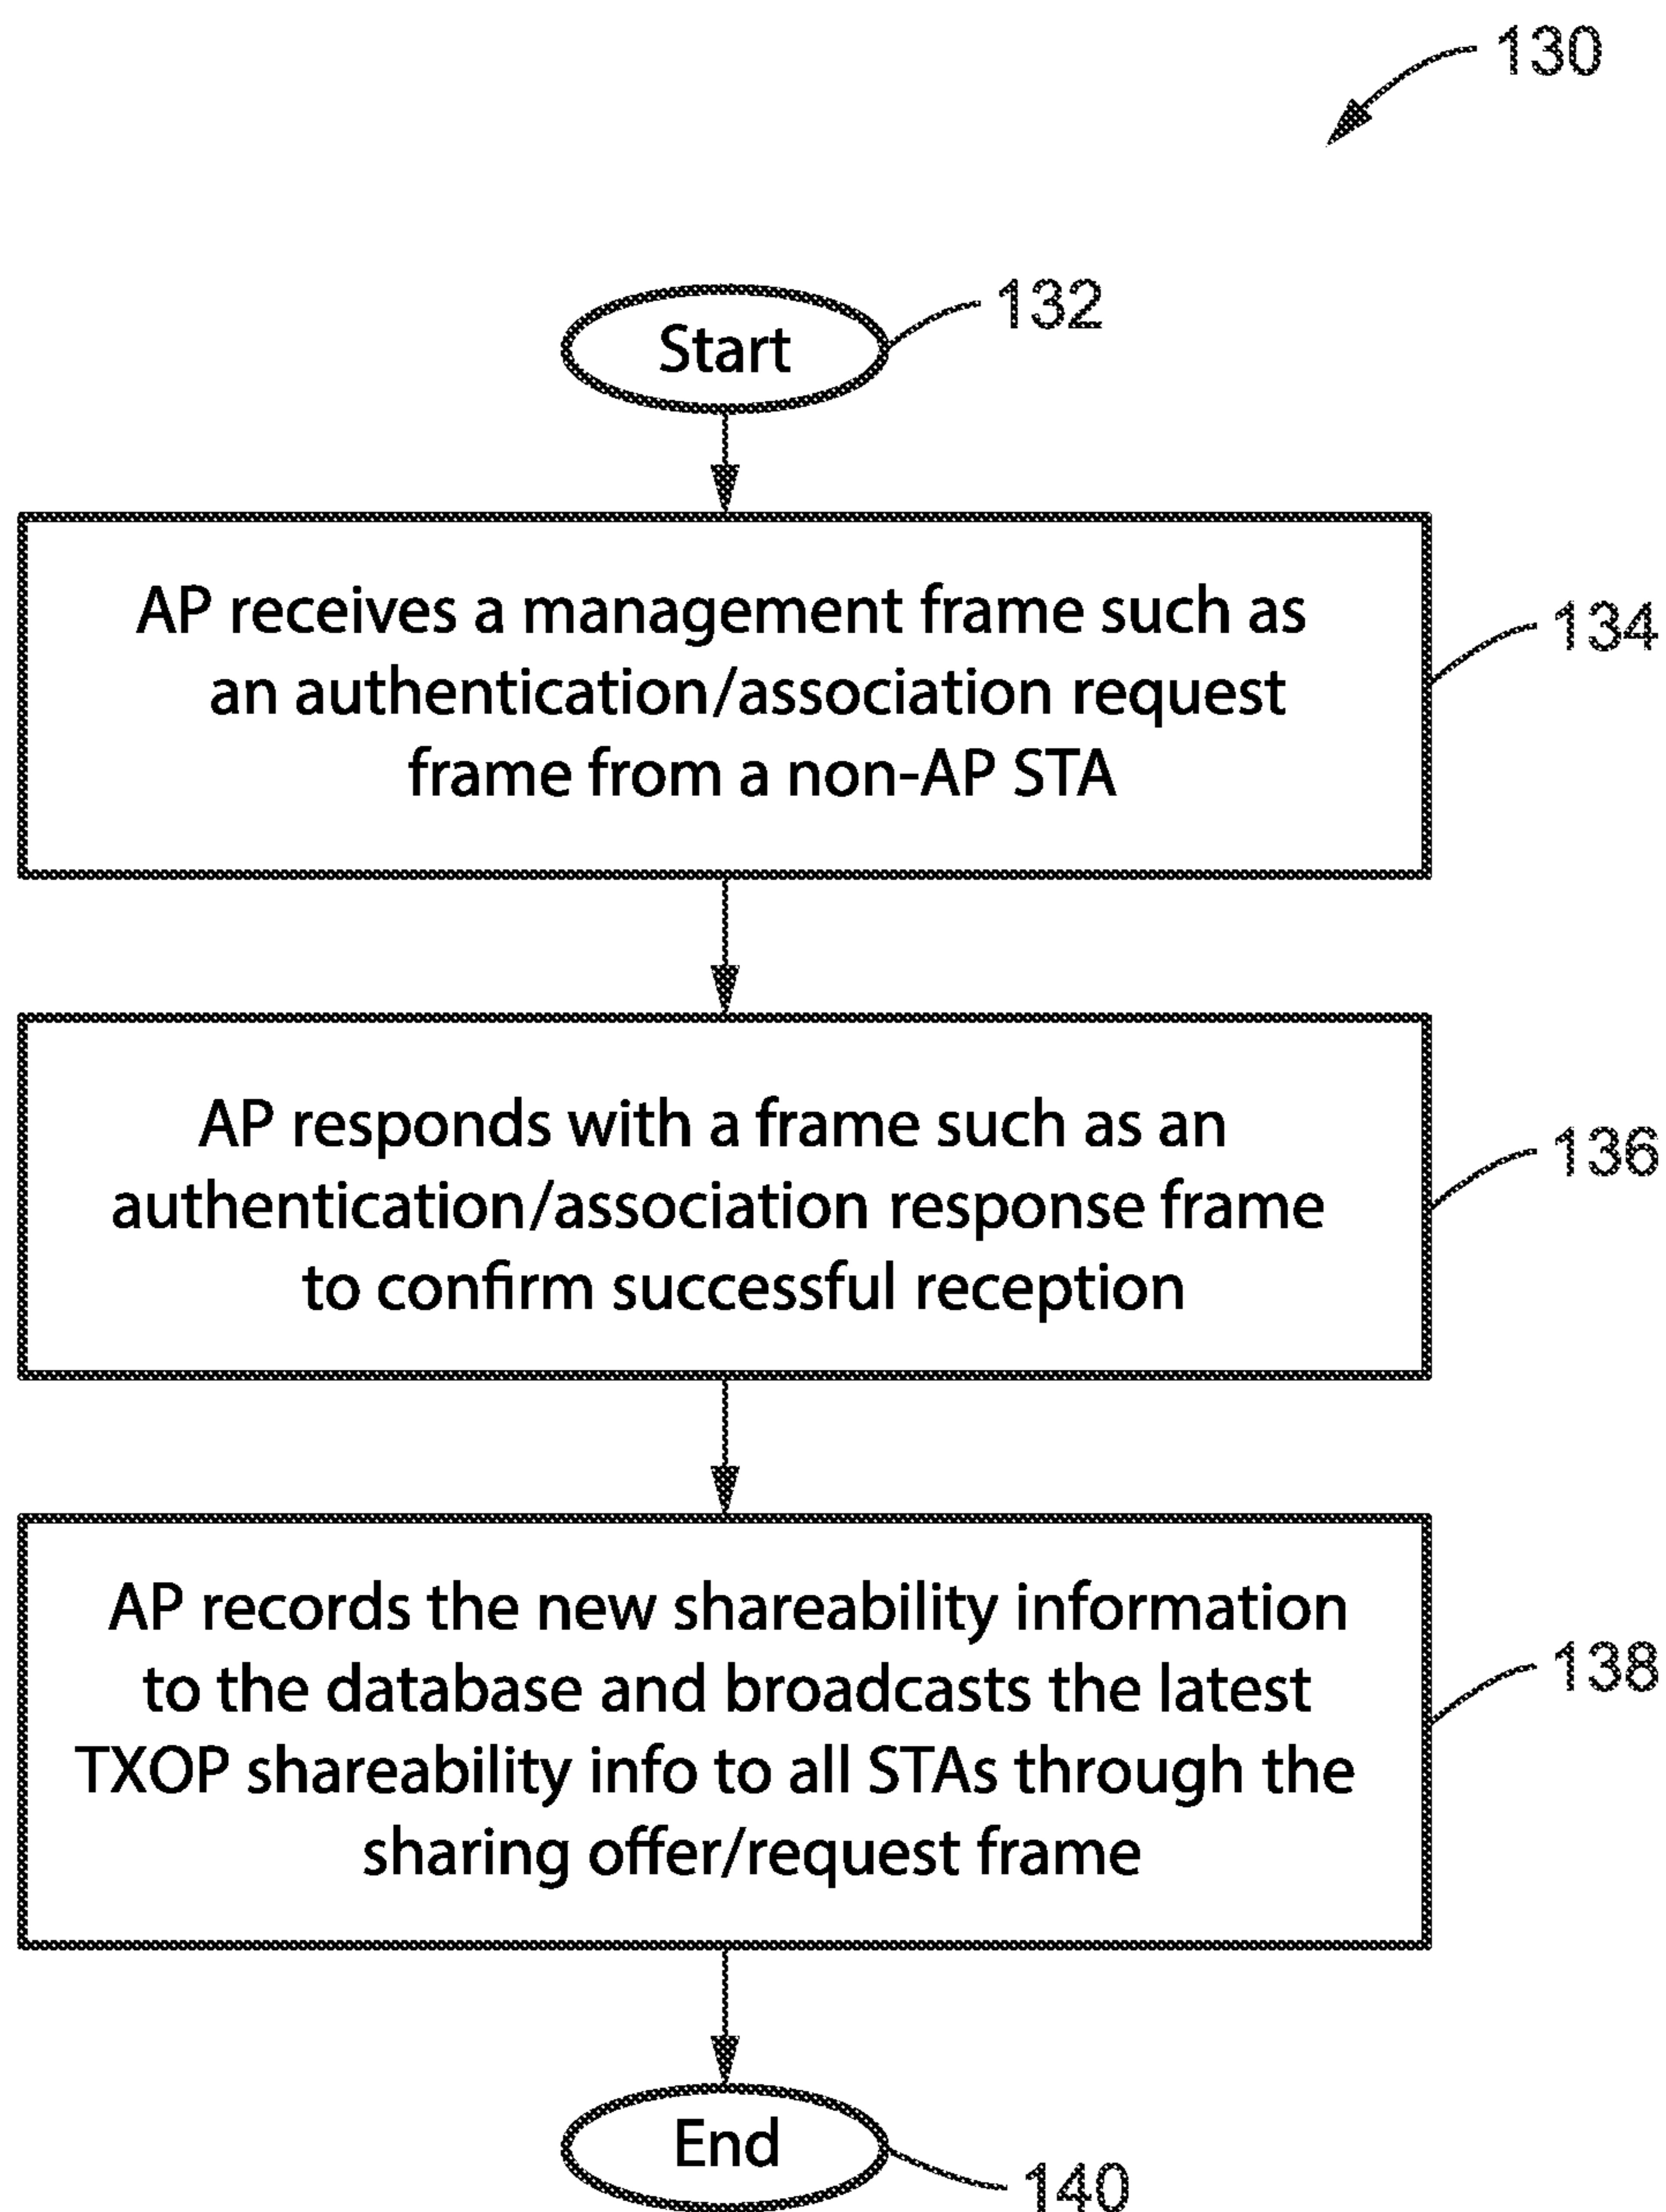 130
Start
132
AP receives a management frame such as
an authentication/association request
frame from a non-AP STA
134
AP responds with a frame such as an
authentication/association response frame
to confirm successful reception
136
AP records the new shareability information
to the database and broadcasts the latest
TXOP shareability info to all STAs through the
sharing offer/request frame
138
End
140